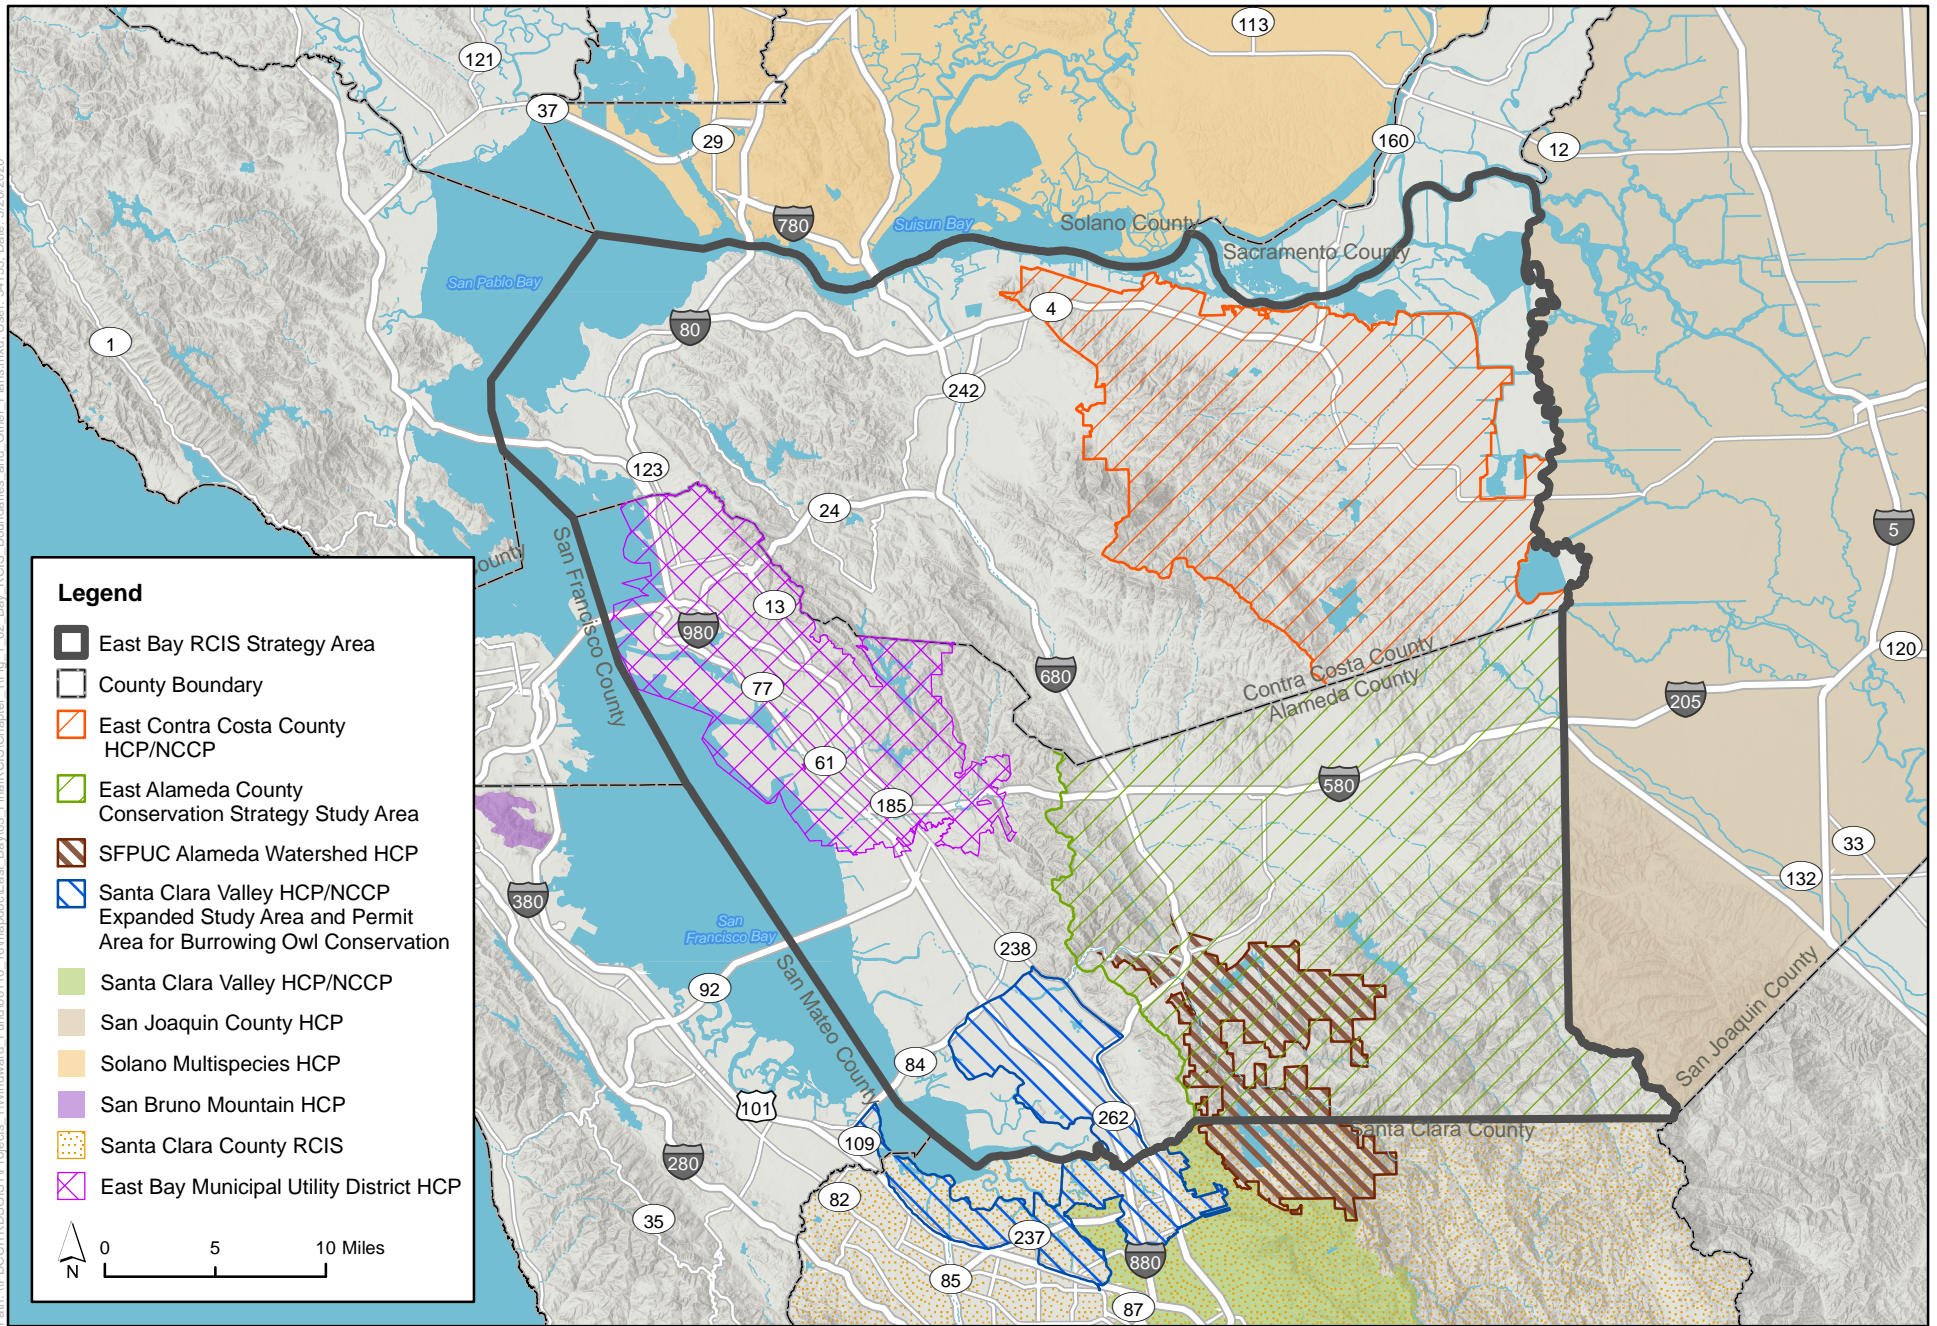 113
121
37
29
160
12
780
Suisun Bay
Solano County
Sacramento County
San Pablo Bay
80
4
1
242
123
24
5
San Francisco County
County
13
980
120
680
Contra Costa County
Alameda County
77
205
61
580
185
33
132
380
San
Francisco Bay
238
92
San Mateo County
San Joaquin County
84
101
262
109
Santa Clara County
280
82
35
237
880
85
87
Legend
East Bay RCIS Strategy Area
County Boundary
East Contra Costa County
HCP/NCCP
East Alameda County
Conservation Strategy Study Area
SFPUC Alameda Watershed HCP
Santa Clara Valley HCP/NCCP
Expanded Study Area and Permit
Area for Burrowing Owl Conservation
Santa Clara Valley HCP/NCCP
San Joaquin County HCP
Solano Multispecies HCP
San Bruno Mountain HCP
Santa Clara County RCIS
East Bay Municipal Utility District HCP
N
0 5 10 Miles